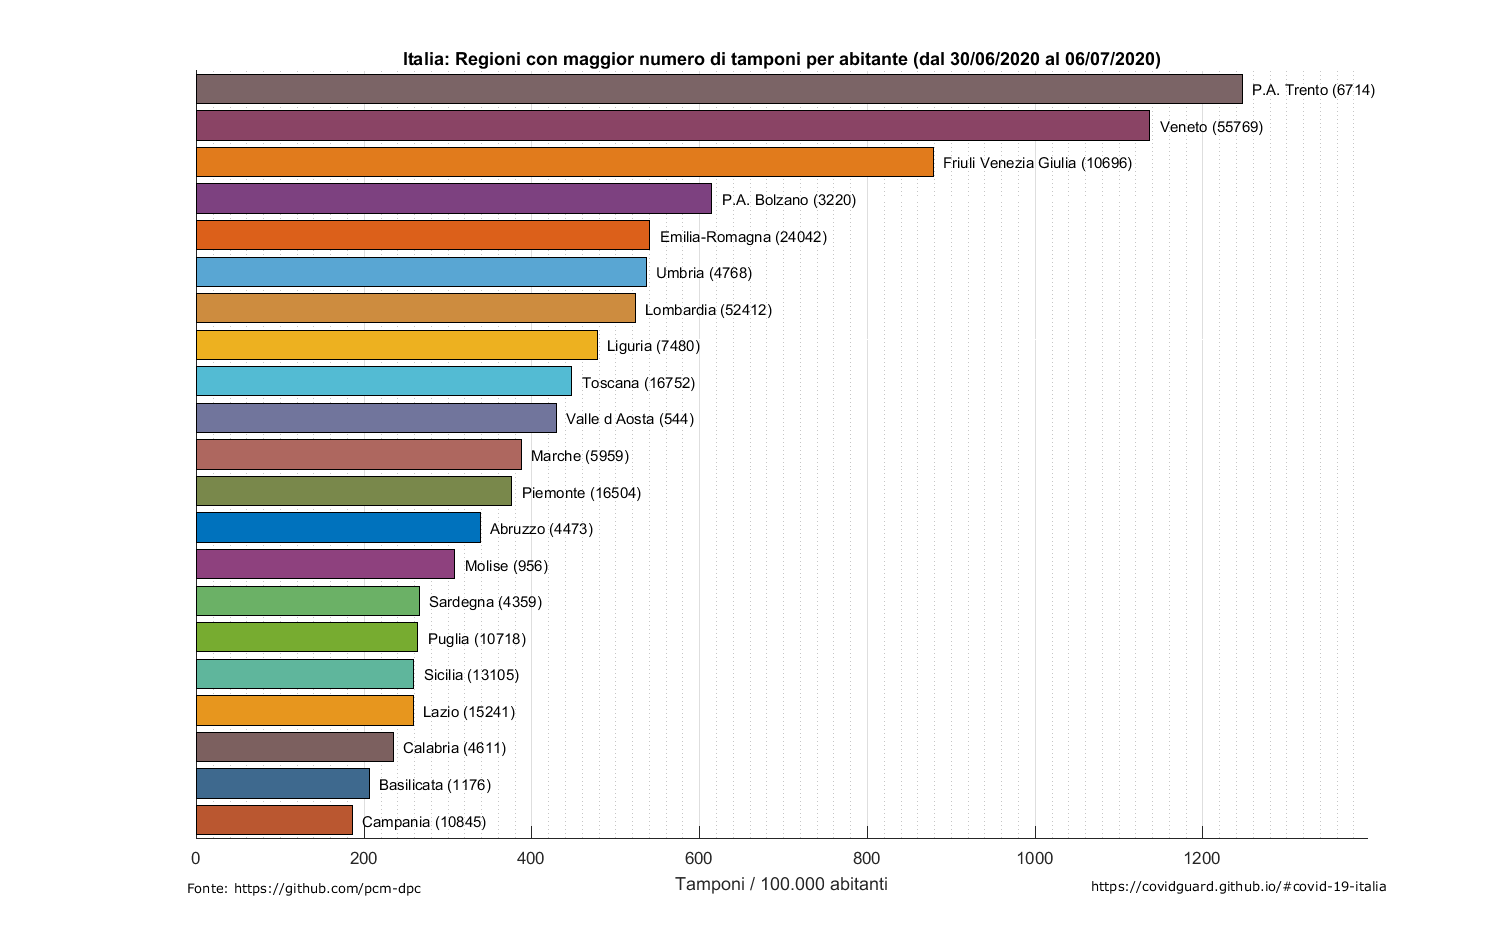 Italia: Regioni con maggior numero di tamponi per abitante (dal 30/06/2020 al 06/07/2020)
P.A. Trento (6714)
Veneto (55769)
Friuli Venezia Giulia (10696)
P.A. Bolzano (3220)
Emilia-Romagna (24042)
Umbria (4768)
Lombardia (52412)
Liguria (7480)
Toscana (16752)
Valle d Aosta (544)
Marche (5959)
Piemonte (16504)
Abruzzo (4473)
Molise (956)
Sardegna (4359)
Puglia (10718)
Sicilia (13105)
Lazio (15241)
Calabria (4611)
Basilicata (1176)
Campania (10845)
0 200 400 600 800 1000 1200
Tamponi / 100.000 abitanti
Fonte: https://github.com/pcm-dpc
https://covidguard.github.io/#covid-19-italia